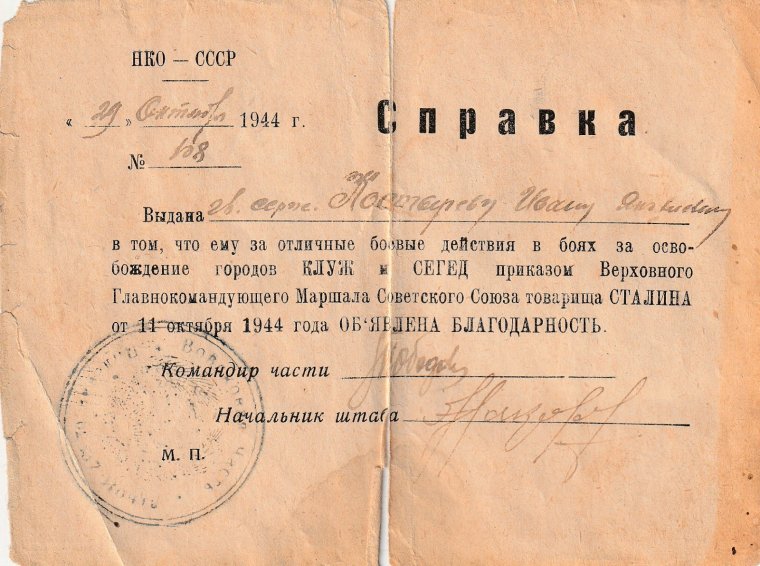 НКО — СССР
« 29 » Октября 1944 г.
Справка
№ 108
Выдана гв. серж. Ивану
в том, что ему за отличные боевые действия в боях за осво-
бождение городов КЛУЖ и СЕГЕД приказом Верховного
Главнокомандующего Маршала Советского Союза товарища СТАЛИНА
от 11 октября 1944 года ОБ‘ЯВЛЕНА БЛАГОДАРНОСТЬ.
Командир части
Начальник штаба
М. П.